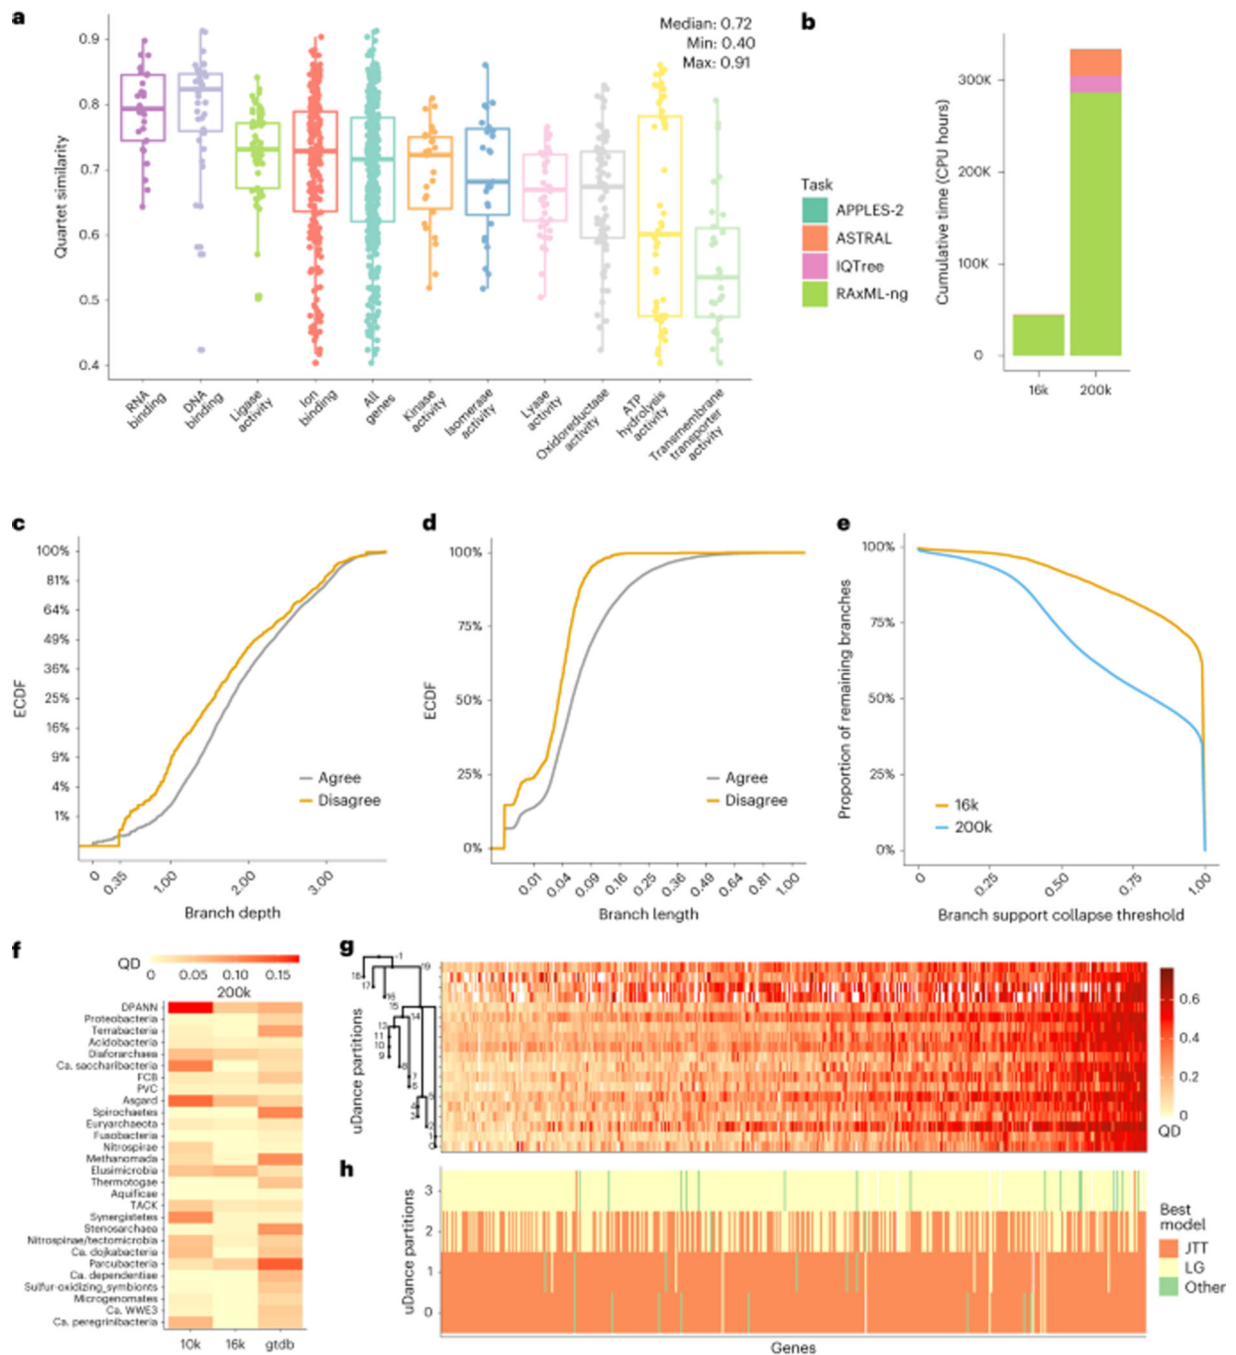 a
Median: 0.72
Min: 0.40
Max: 0.91
Quartet similarity
0.9
0.8
0.7
0.6
0.5
0.4
RNA
binding
DNA
binding
Ligase
activity
Ion
binding
All
genes
Kinase
activity
Isomerase
activity
Lyase
activity
Oxidoreductase
activity
ATP
hydrolysis
activity
Transmembrane
transporter
activity
b
Task
APPLES-2
ASTRAL
IQTree
RAxML-ng
Cumulative time (CPU hours)
300K
200K
100K
0
16k
200k
c
ECDF
100%
81%
64%
49%
36%
25%
16%
9%
4%
1%
Agree
Disagree
0
0.35
1.00
2.00
3.00
Branch depth
d
ECDF
100%
75%
50%
25%
0%
Agree
Disagree
0.01
0.04
0.09
0.16
0.25
0.36
0.49
0.64
0.81
1.00
Branch length
e
Proportion of remaining branches
100%
75%
50%
25%
0%
16k
200k
0
0.25
0.50
0.75
1.00
Branch support collapse threshold
f
QD
0
0.05
0.10
0.15
200k
DPANN
Proteobacteria
Terrabacteria
Acidobacteria
Diaforarchaea
Ca. saccharibacteria
FCB
PVC
Asgard
Spirochaetes
Euryarchaeota
Fusobacteria
Nitrospirae
Methanomada
Elusimicrobia
Thermotogae
Aquificae
TACK
Synergistetes
Stenosarchaea
Nitrospinae/tectomicrobia
Ca. dojkabacteria
Parcubacteria
Ca. dependentiae
Sulfur-oxidizing_symbionts
Microgenomates
Ca. WWE3
Ca. peregrinibacteria
10k
16k
gtdb
g
uDance partitions
-1
19
18
17
16
15
14
11
10
9
8
0.6
0.4
0.2
0
QD
h
uDance partitions
3
2
1
0
Genes
Best
model
JTT
LG
Other